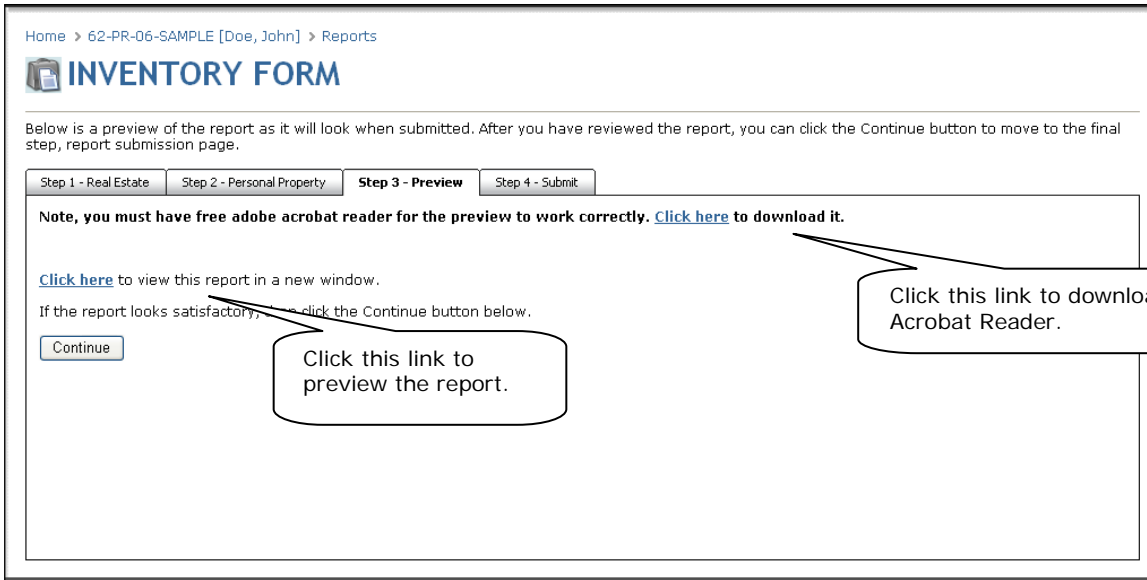 Home > 62-PR-06-SAMPLE [Doe, John] > Reports
INVENTORY FORM
Below is a preview of the report as it will look when submitted. After you have reviewed the report, you can click the Continue button to move to the final
step, report submission page.
Step 1 - Real Estate Step 2 - Personal Property Step 3 - Preview Step 4 - Submit
Note, you must have free adobe acrobat reader for the preview to work correctly. Click here to download it.
Click here to view this report in a new window.
If the report looks satisfactory, click the Continue button below.
Continue
Click this link to
preview the report.
Click this link to
Acrobat Reader.